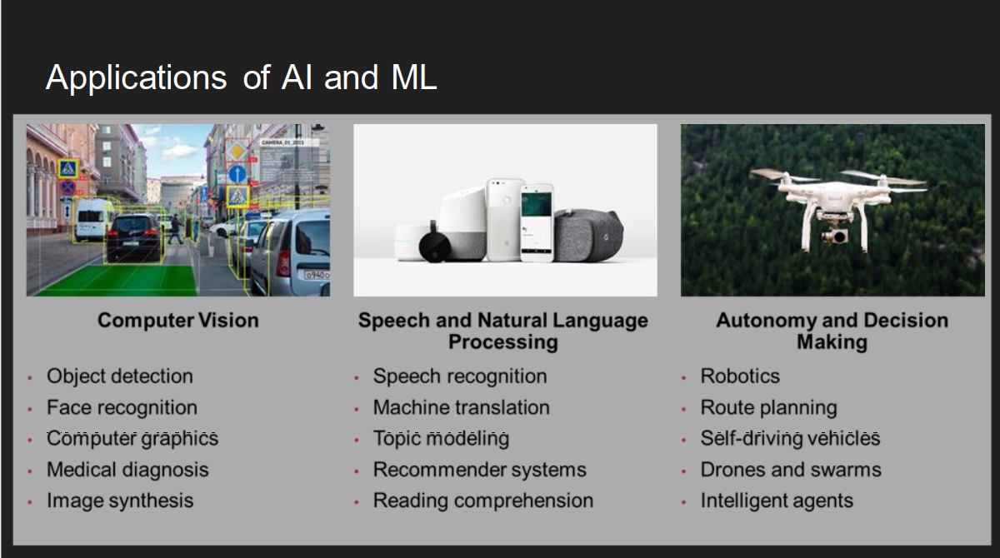 Applications of AI and ML
CAMERA_01_2015
Computer Vision
Object detection
Face recognition
Computer graphics
Medical diagnosis
Image synthesis
Speech and Natural Language
Processing
Speech recognition
Machine translation
Topic modeling
Recommender systems
Reading comprehension
Autonomy and Decision
Making
Robotics
Route planning
Self-driving vehicles
Drones and swarms
Intelligent agents